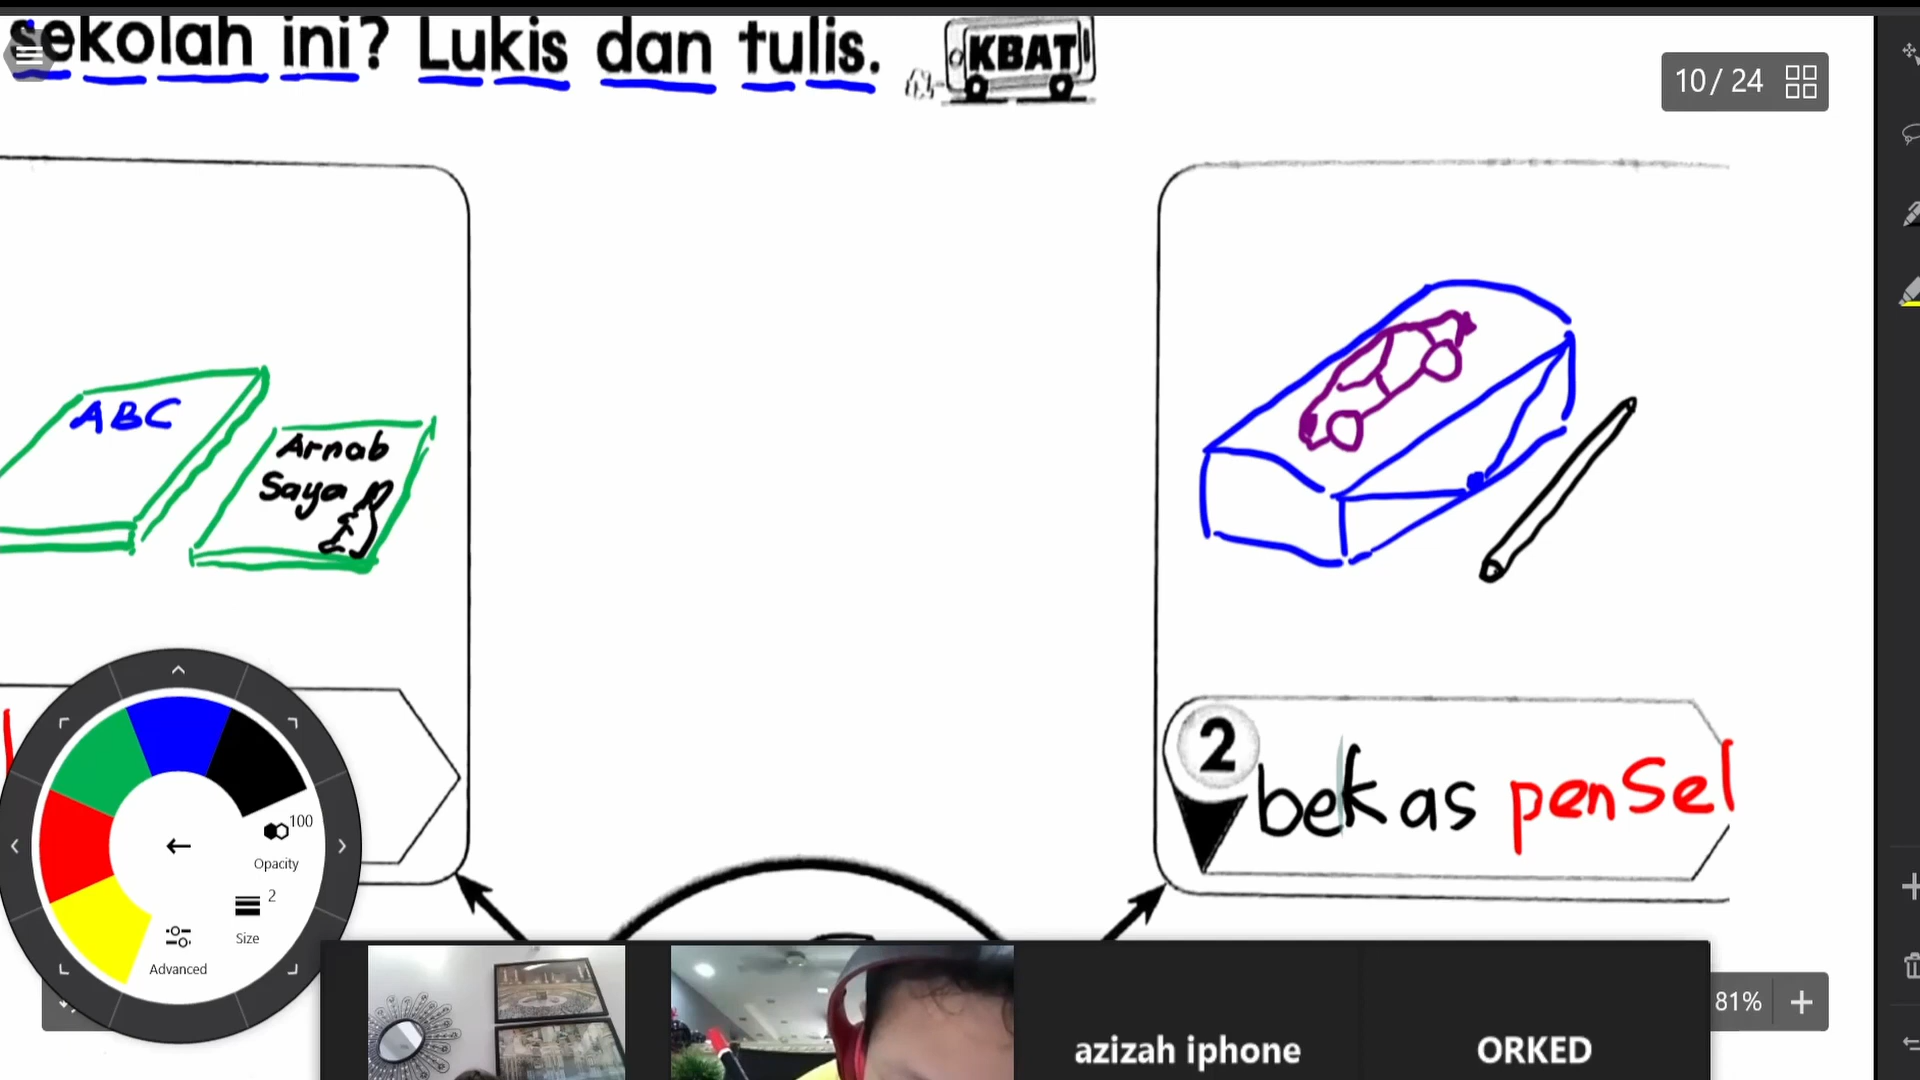 sekolah ini? Lukis dan tulis.
KBAT
10 / 24
ABC
Arnab
Saya
2
bekas pensel
100
Opacity
2
Size
Advanced
81%
azizah iphone
ORKED